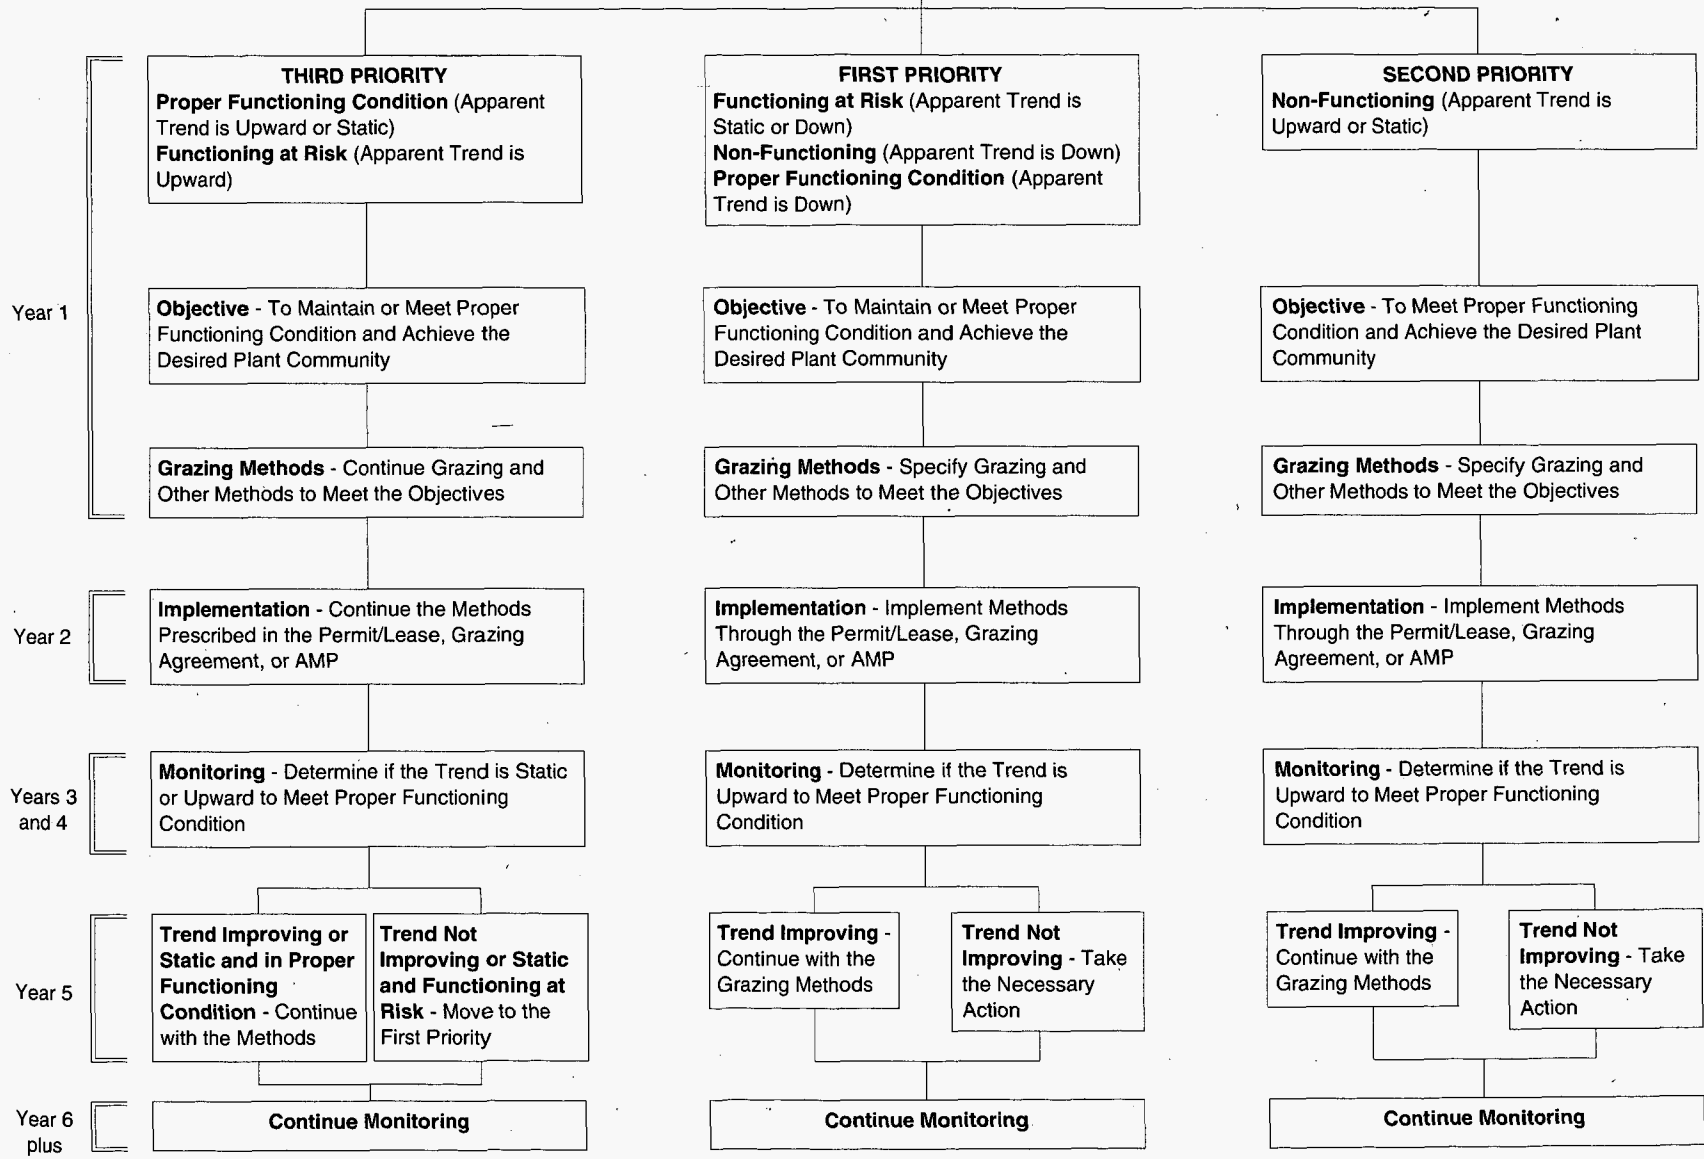 THIRD PRIORITY
Proper Functioning Condition (Apparent
Trend is Upward or Static)
Functioning at Risk (Apparent Trend is
Upward)
FIRST PRIORITY
Functioning at Risk (Apparent Trend is
Static or Down)
Non-Functioning (Apparent Trend is Down)
Proper Functioning Condition (Apparent
Trend is Down)
SECOND PRIORITY
Non-Functioning (Apparent Trend is
Upward or Static)
Year 1
Objective - To Maintain or Meet Proper
Functioning Condition and Achieve the
Desired Plant Community
Objective - To Maintain or Meet Proper
Functioning Condition and Achieve the
Desired Plant Community
Objective - To Meet Proper Functioning
Condition and Achieve the Desired Plant
Community
Grazing Methods - Continue Grazing and
Other Methods to Meet the Objectives
Grazing Methods - Specify Grazing and
Other Methods to Meet the Objectives
Grazing Methods - Specify Grazing and
Other Methods to Meet the Objectives
Year 2
Implementation - Continue the Methods
Prescribed in the Permit/Lease, Grazing
Agreement, or AMP
Implementation - Implement Methods
Through the Permit/Lease, Grazing
Agreement, or AMP
Implementation - Implement Methods
Through the Permit/Lease, Grazing
Agreement, or AMP
Years 3
and 4
Monitoring - Determine if the Trend is Static
or Upward to Meet Proper Functioning
Condition
Monitoring - Determine if the Trend is
Upward to Meet Proper Functioning
Condition
Monitoring - Determine if the Trend is
Upward to Meet Proper Functioning
Condition
Year 5
Trend Improving or
Static and in Proper
Functioning
Condition - Continue
with the Methods
Trend Not
Improving or Static
and Functioning at
Risk - Move to the
First Priority
Trend Improving -
Continue with the
Grazing Methods
Trend Not
Improving - Take
the Necessary
Action
Trend Improving -
Continue with the
Grazing Methods
Trend Not
Improving - Take
the Necessary
Action
Year 6
plus
Continue Monitoring
Continue Monitoring
Continue Monitoring